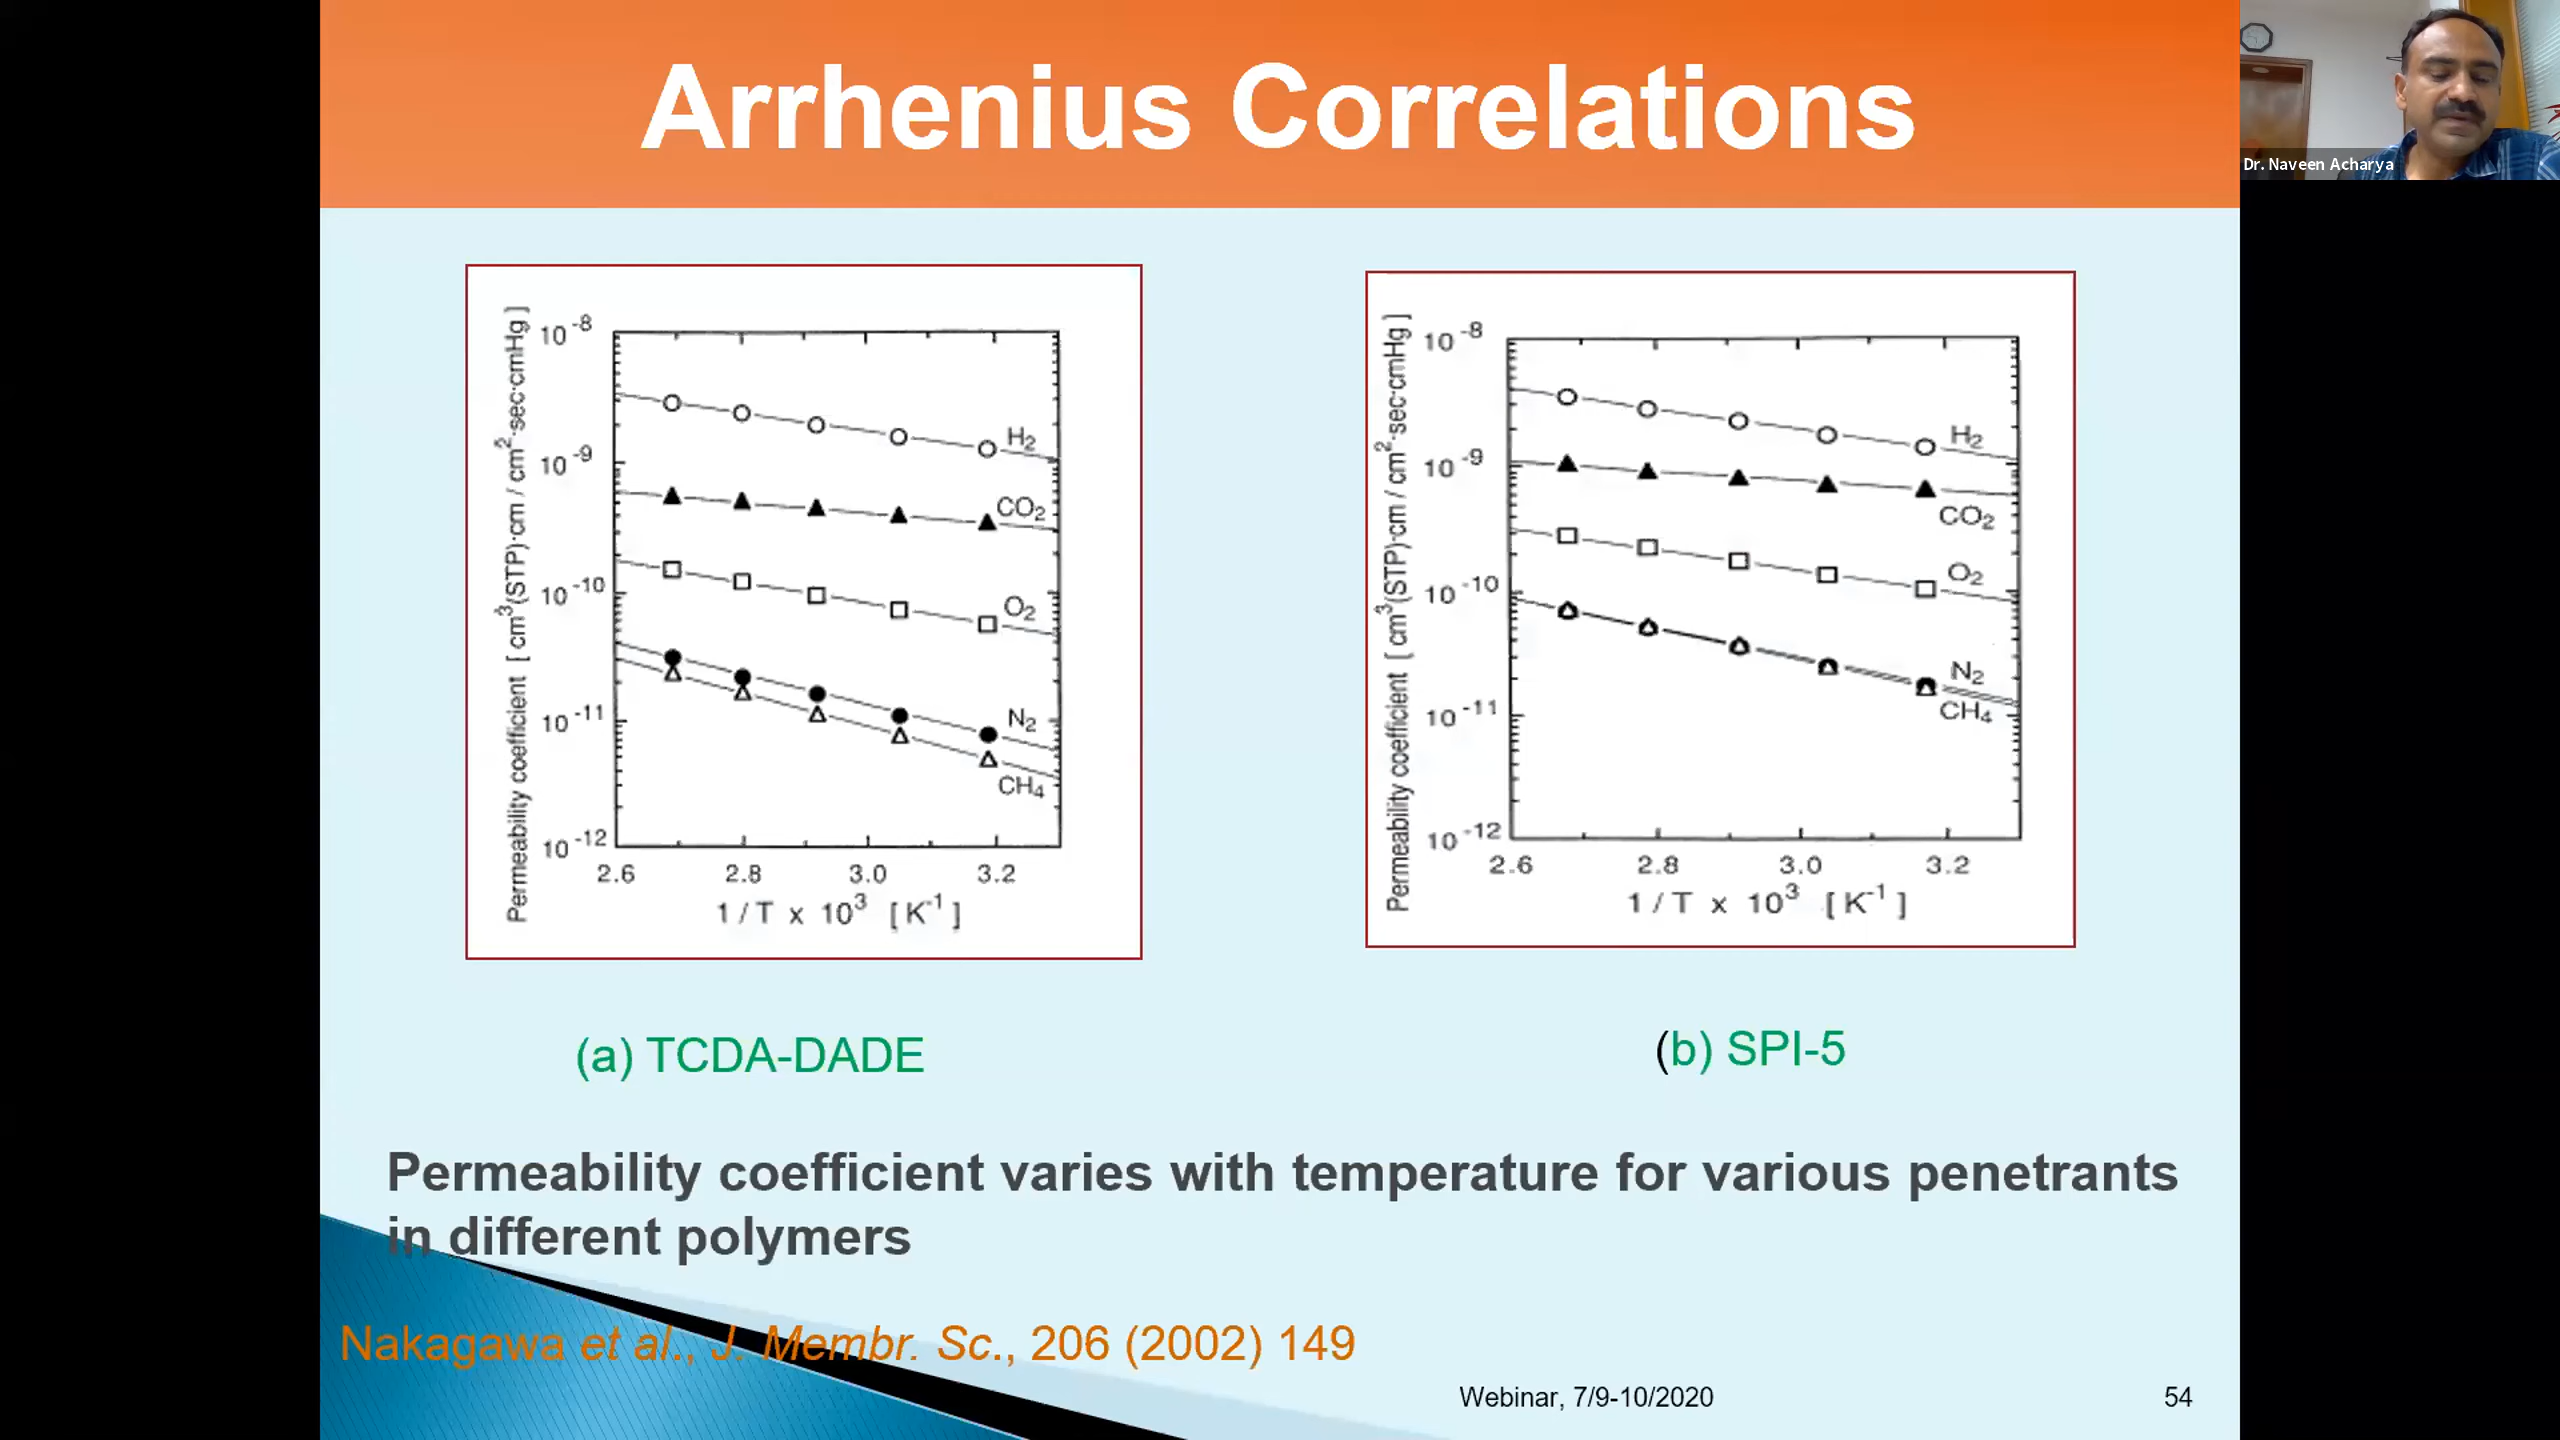 Arrhenius Correlations
Dr. Naveen Acharya
Permeability coefficient [ cm³(STP)·cm / cm²·sec·cmHg ]
10⁻⁸
10⁻⁹
10⁻¹⁰
10⁻¹¹
10⁻¹²
H₂
CO₂
O₂
N₂
CH₄
2.6 2.8 3.0 3.2
1 / T x 10³ [ K⁻¹ ]
Permeability coefficient [ cm³(STP)·cm / cm²·sec·cmHg ]
10⁻⁸
10⁻⁹
10⁻¹⁰
10⁻¹¹
10⁻¹²
H₂
CO₂
O₂
N₂
CH₄
2.6 2.8 3.0 3.2
1 / T x 10³ [ K⁻¹ ]
(a) TCDA-DADE
(b) SPI-5
Permeability coefficient varies with temperature for various penetrants
in different polymers
Nakagawa et al., J. Membr. Sc., 206 (2002) 149
Webinar, 7/9-10/2020
54